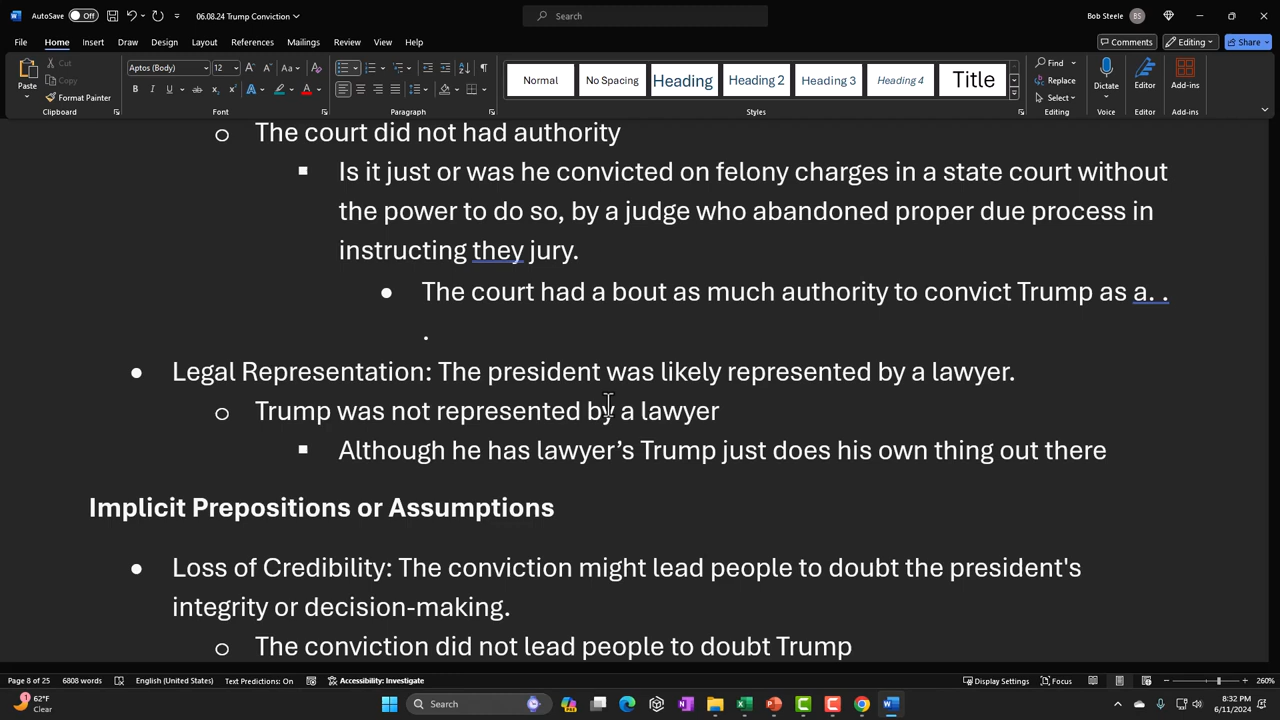 AutoSave Off 06.08.24 Trump Conviction Search Bob Steele BS
File Home Insert Draw Design Layout References Mailings Review View Help Comments Editing Share
Paste Cut Copy Format Painter Clipboard
Aptos (Body) 12 Font
Paragraph
Normal No Spacing Heading Heading 2 Heading 3 Heading 4 Title Styles
Find Replace Select Editing
Dictate Voice Editor Editor Add-ins Add-ins
The court did not had authority
Is it just or was he convicted on felony charges in a state court without
the power to do so, by a judge who abandoned proper due process in
instructing they jury.
The court had a bout as much authority to convict Trump as a. .
.
Legal Representation: The president was likely represented by a lawyer.
Trump was not represented by a lawyer
Although he has lawyer’s Trump just does his own thing out there
Implicit Prepositions or Assumptions
Loss of Credibility: The conviction might lead people to doubt the president's
integrity or decision-making.
The conviction did not lead people to doubt Trump
Page 8 of 25 6808 words English (United States) Text Predictions: On Accessibility: Investigate Display Settings Focus 260%
62°F Clear Search 8:32 PM 6/11/2024